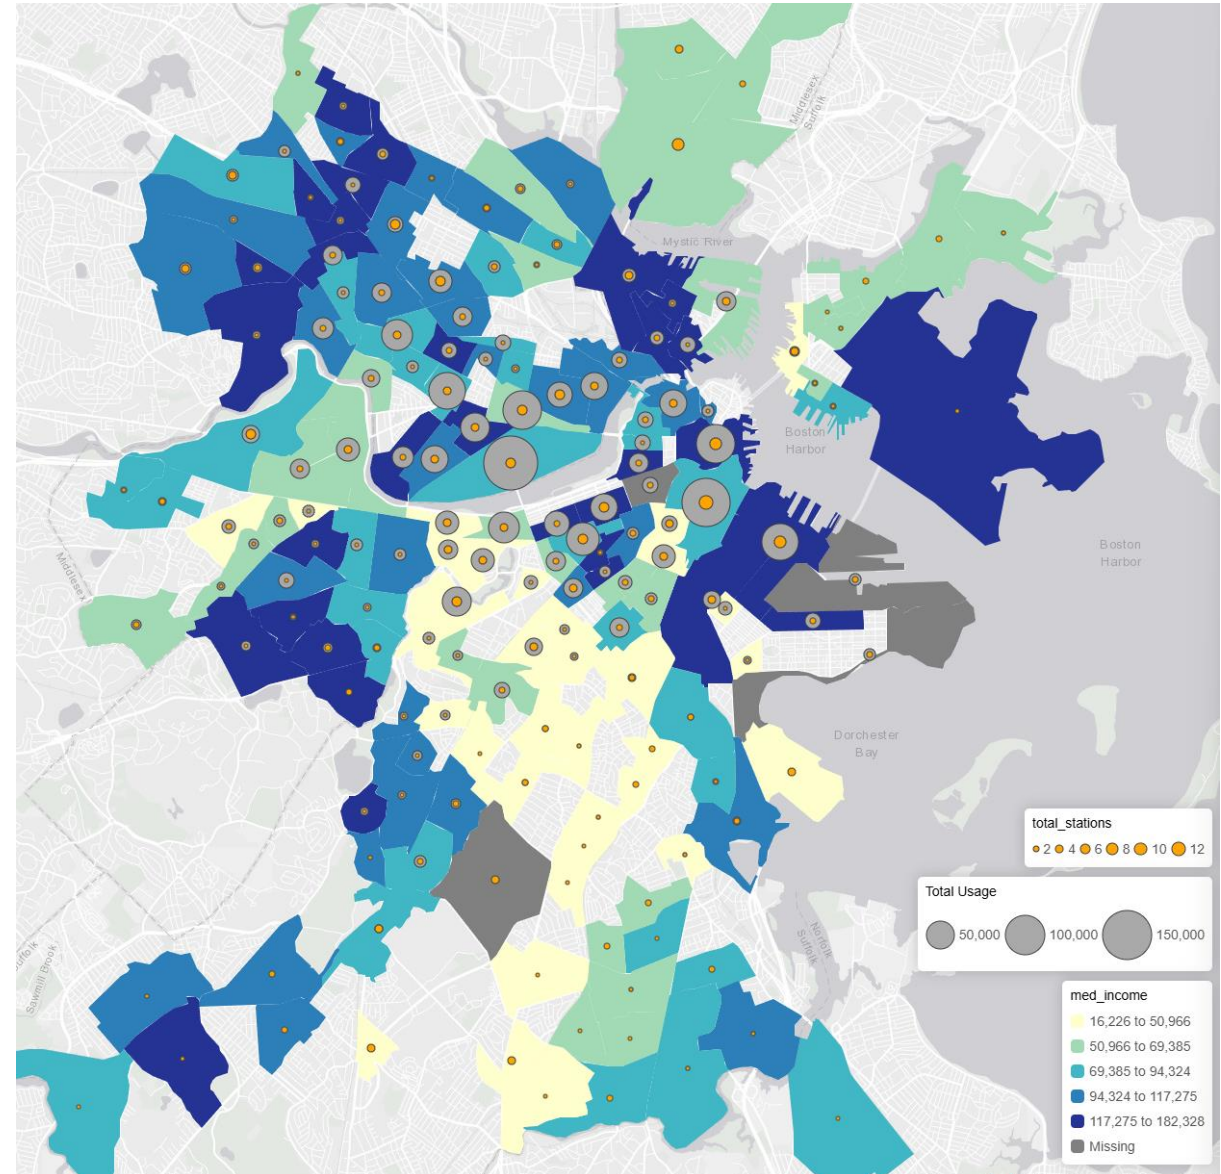 Middlesex
Suffolk
Mystic River
Boston
Harbor
Boston
Harbor
Middlesex
Dorchester
Bay
Suffolk
Sawmill Brook
Norfolk
Suffolk
total_stations
2 4 6 8 10 12
Total Usage
50,000 100,000 150,000
med_income
16,226 to 50,966
50,966 to 69,385
69,385 to 94,324
94,324 to 117,275
117,275 to 182,328
Missing